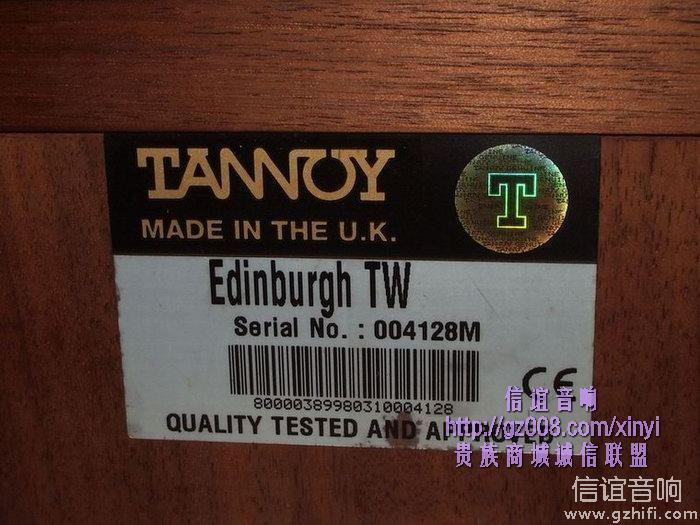 TANNOY
MADE IN THE U.K.
T
Edinburgh TW
Serial No. : 004128M
80000389980310004128
CE
QUALITY TESTED AND
信谊音响
http://gz008.com/xinyi
贵族商城诚信联盟
信谊音响
www.gzhifi.com